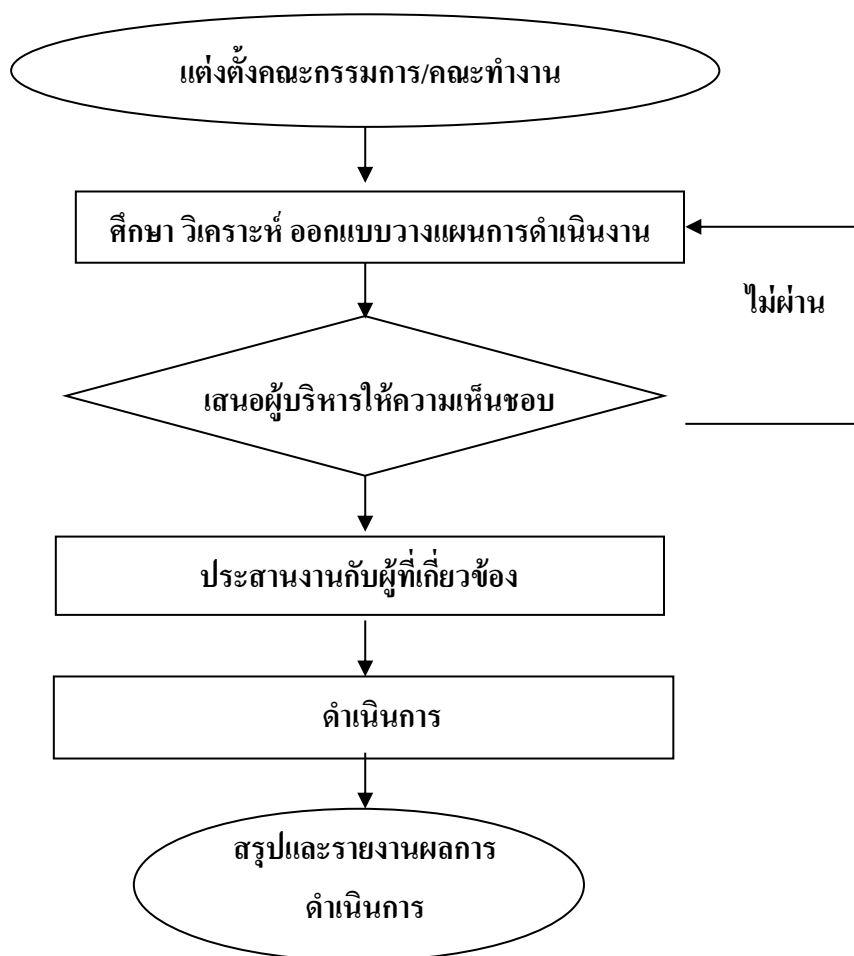 แต่งตั้งคณะกรรมการ/คณะทำงาน
ศึกษา วิเคราะห์ ออกแบบวางแผนการดำเนินงาน
ไม่ผ่าน
เสนอผู้บริหารให้ความเห็นชอบ
ประสานงานกับผู้ที่เกี่ยวข้อง
ดำเนินการ
สรุปและรายงานผลการ
ดำเนินการ